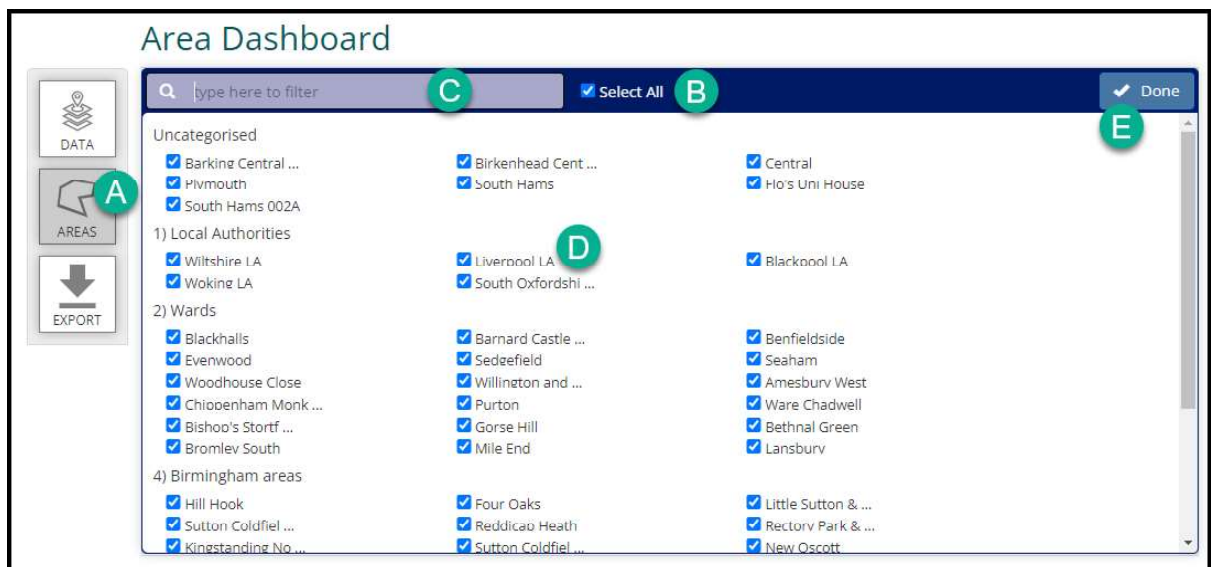 Area Dashboard
DATA
AREAS
EXPORT
A
type here to filter
C
Select All
B
Done
E
Uncategorised
Barking Central ... Birkenhead Cent ... Central
Plymouth South Hams Flo's Uni House
South Hams 002A
1) Local Authorities
D
Wiltshire LA Liverpool LA Blackpool LA
Woking LA South Oxfordshi ...
2) Wards
Blackhalls Barnard Castle ... Benfieldside
Evenwood Sedgefield Seaham
Woodhouse Close Willington and ... Amesbury West
Chippenham Monk ... Purton Ware Chadwell
Bishop's Stortf ... Gorse Hill Bethnal Green
Bromley South Mile End Lansbury
4) Birmingham areas
Hill Hook Four Oaks Little Sutton & ...
Sutton Coldfiel ... Reddicap Heath Rectory Park & ...
Kingstanding No ... Sutton Coldfiel ... New Oscott